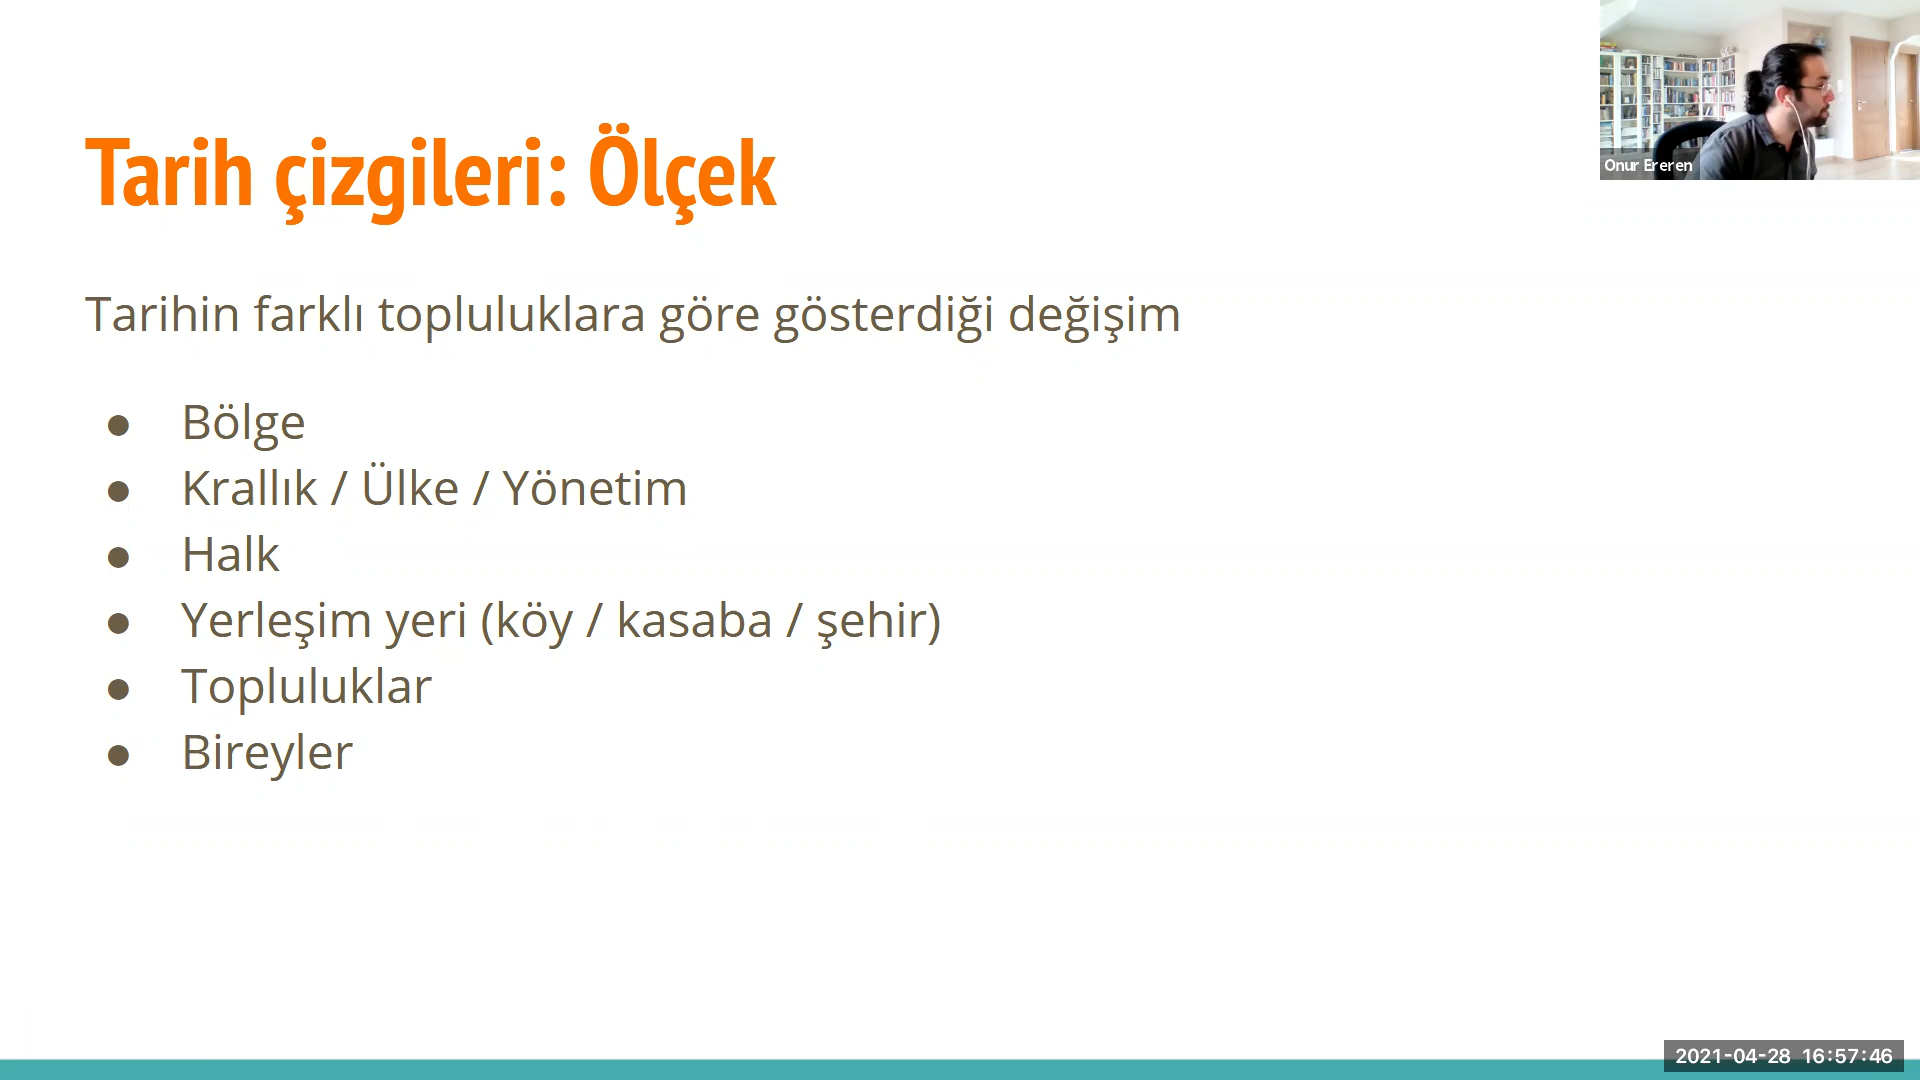 Tarih çizgileri: Ölçek
Onur Ereren
Tarihin farklı topluluklara göre gösterdiği değişim
● Bölge
● Krallık / Ülke / Yönetim
● Halk
● Yerleşim yeri (köy / kasaba / şehir)
● Topluluklar
● Bireyler
2021-04-28 16:57:46